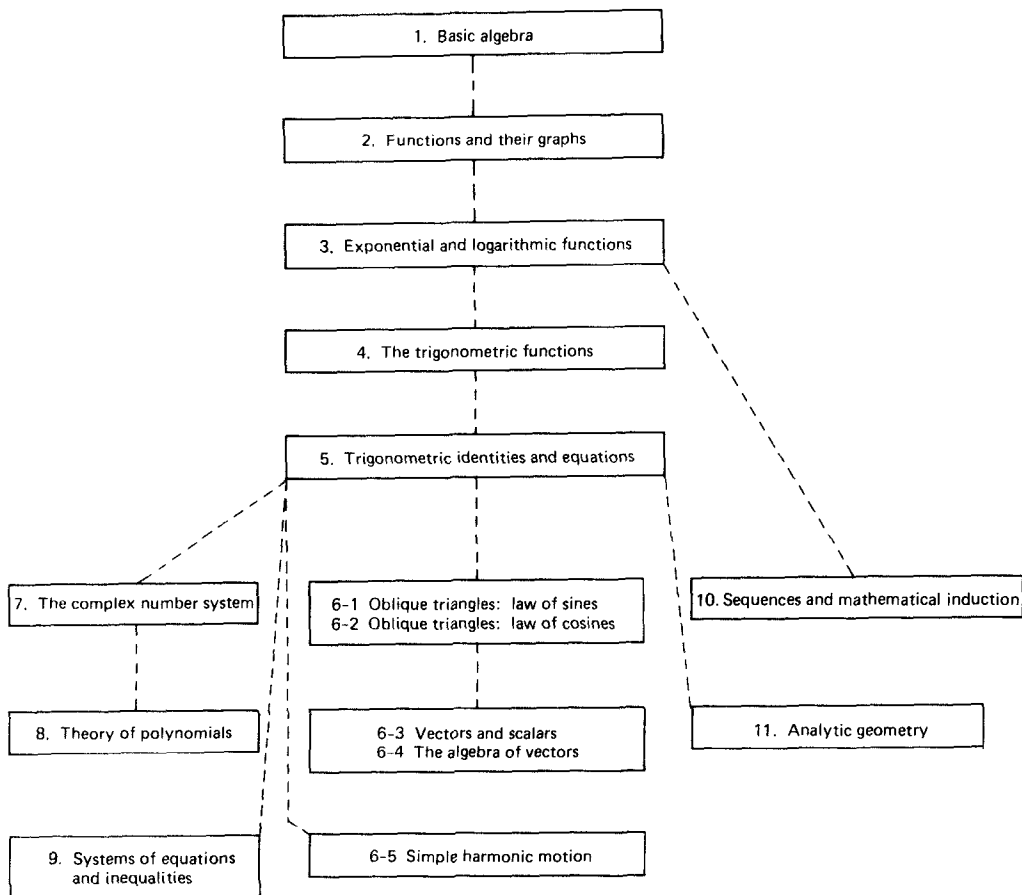 1. Basic algebra
2. Functions and their graphs
3. Exponential and logarithmic functions
4. The trigonometric functions
5. Trigonometric identities and equations
7. The complex number system
6-1 Oblique triangles: law of sines
6-2 Oblique triangles: law of cosines
10. Sequences and mathematical induction
8. Theory of polynomials
6-3 Vectors and scalars
6-4 The algebra of vectors
11. Analytic geometry
9. Systems of equations
and inequalities
6-5 Simple harmonic motion